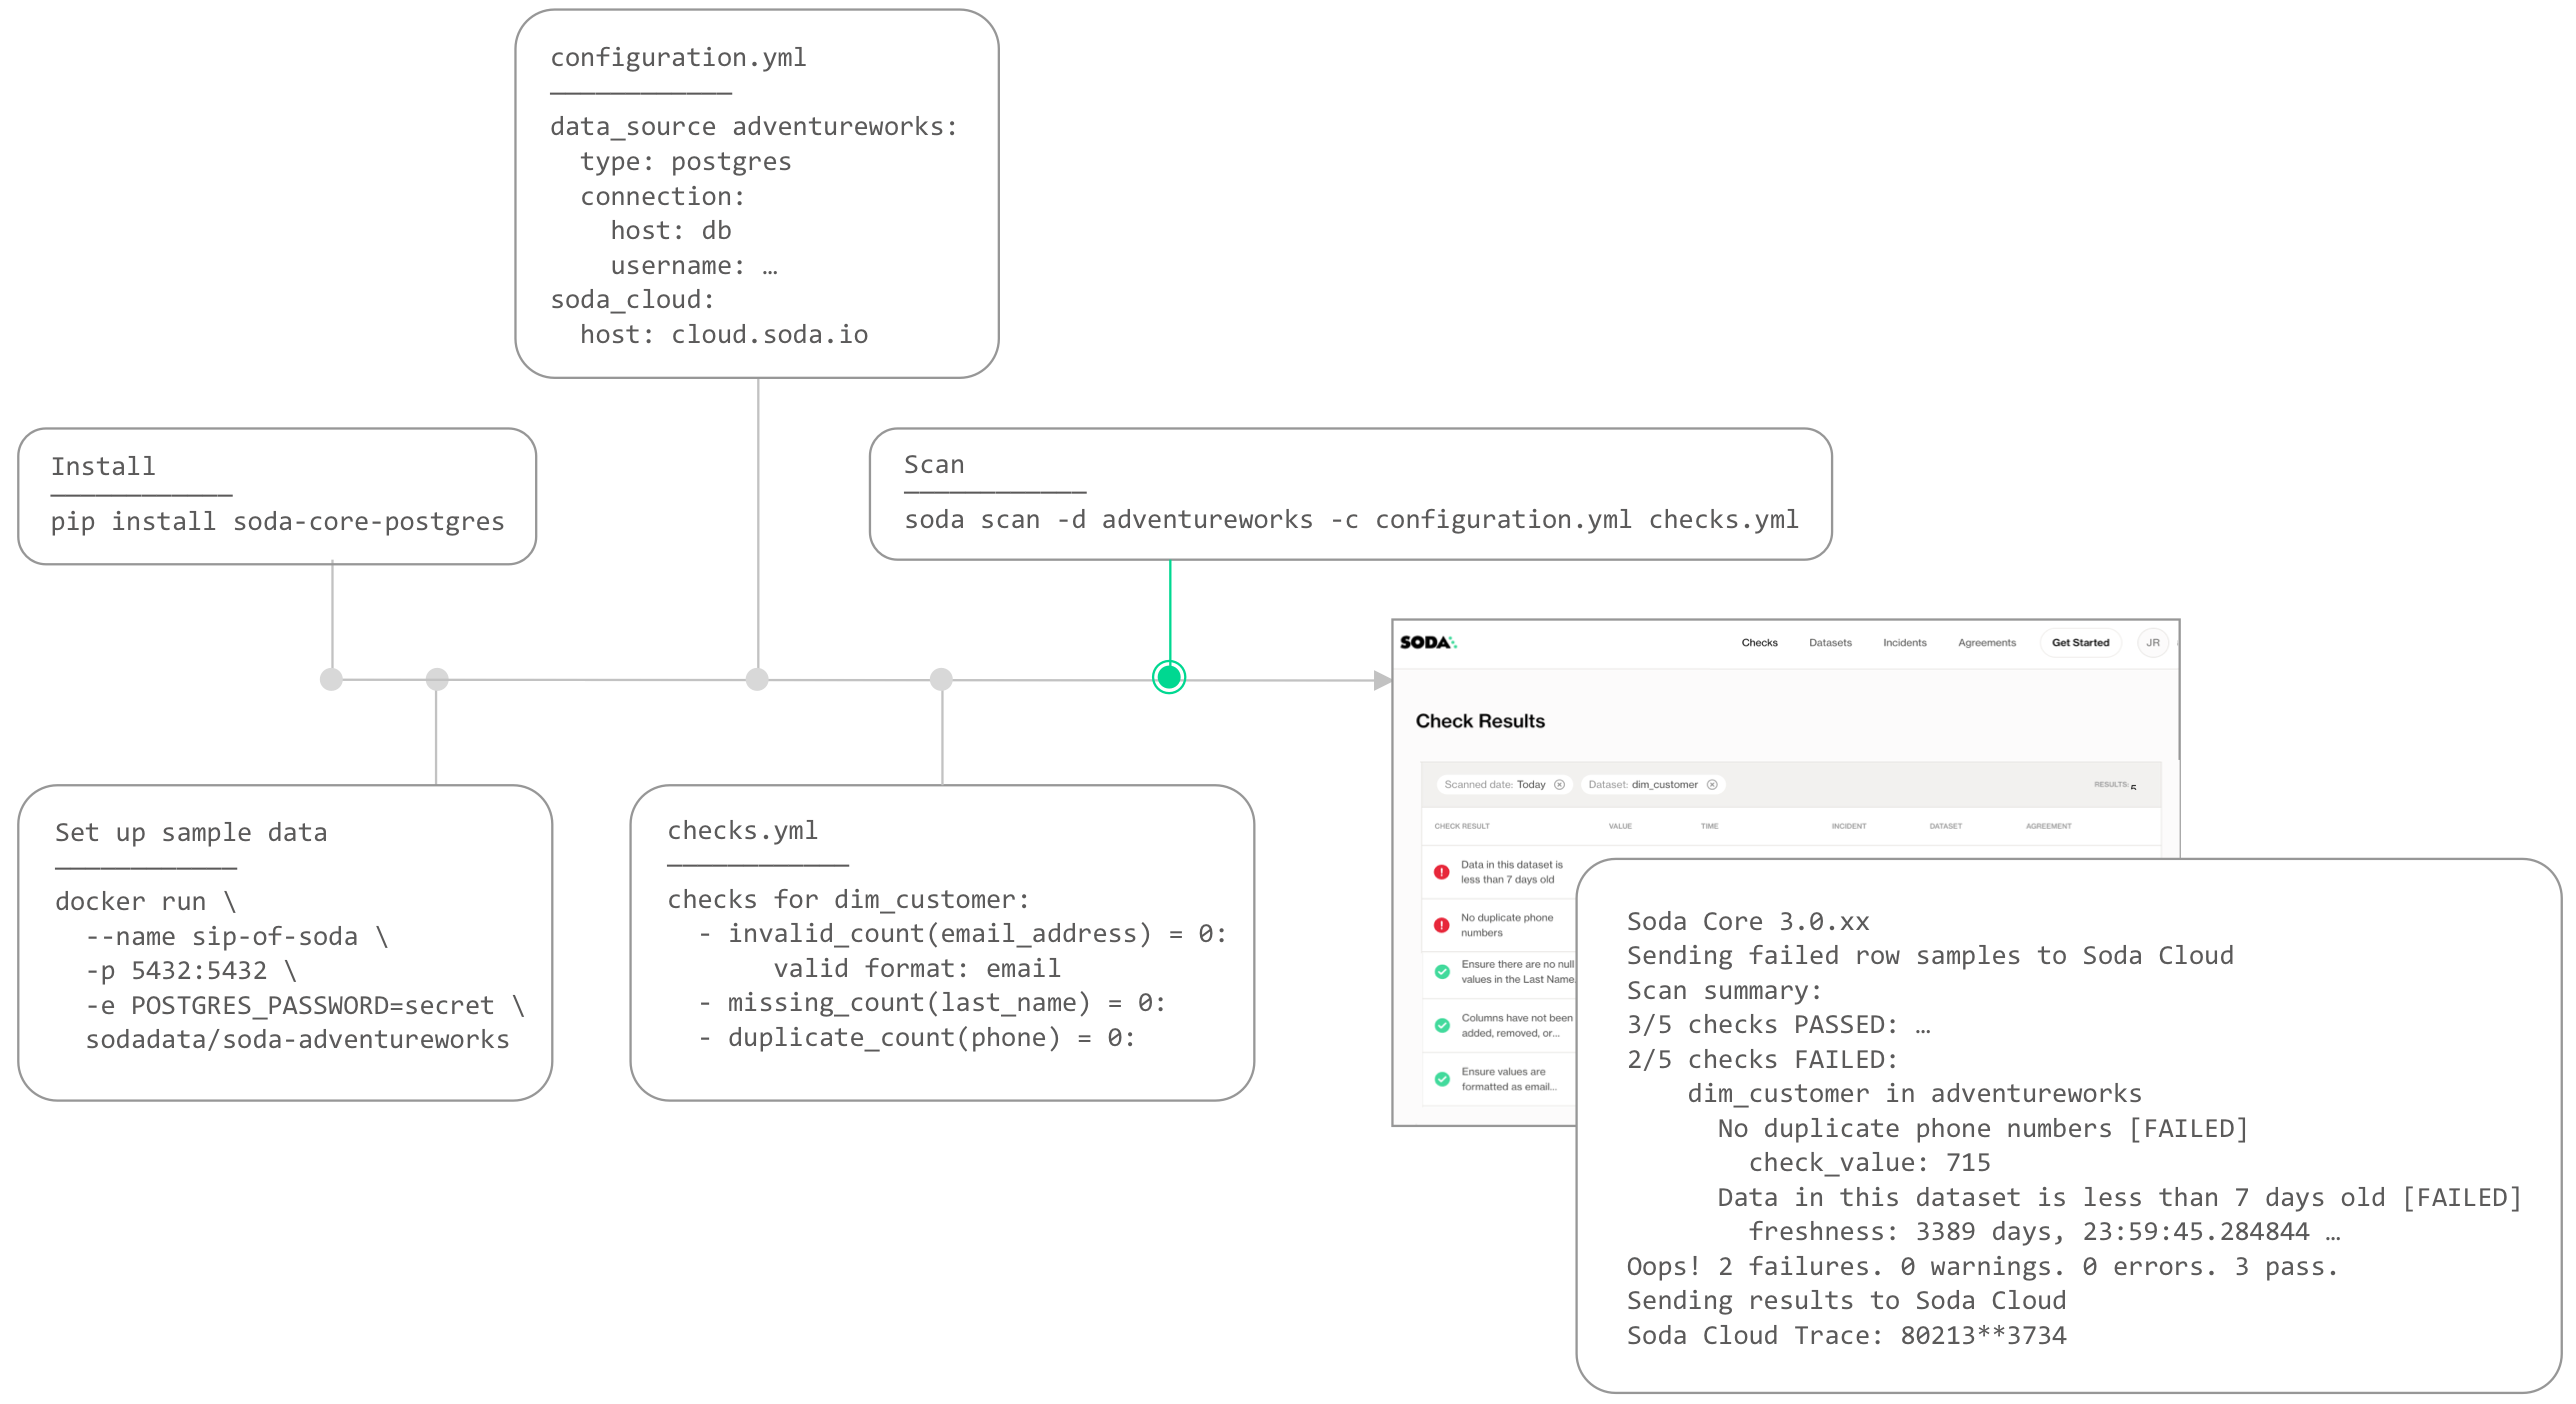 configuration.yml
data_source adventureworks:
  type: postgres
  connection:
    host: db
    username: …
soda_cloud:
  host: cloud.soda.io
Install
pip install soda-core-postgres
Scan
soda scan -d adventureworks -c configuration.yml checks.yml
Set up sample data
docker run \
  --name sip-of-soda \
  -p 5432:5432 \
  -e POSTGRES_PASSWORD=secret \
  sodadata/soda-adventureworks
checks.yml
checks for dim_customer:
  - invalid_count(email_address) = 0:
       valid format: email
  - missing_count(last_name) = 0:
  - duplicate_count(phone) = 0:
SODA Checks Datasets Incidents Agreements Get Started JR
Check Results
Scanned date: Today Dataset: dim_customer RESULTS:
CHECK RESULT VALUE TIME INCIDENT DATASET AGREEMENT
Data in this dataset is
less than 7 days old
No duplicate phone
numbers
Ensure there are no null
values in the Last Name
Columns have not been
added, removed, or...
Ensure values are
formatted as email...
Soda Core 3.0.xx
Sending failed row samples to Soda Cloud
Scan summary:
3/5 checks PASSED: …
2/5 checks FAILED:
    dim_customer in adventureworks
      No duplicate phone numbers [FAILED]
        check_value: 715
      Data in this dataset is less than 7 days old [FAILED]
        freshness: 3389 days, 23:59:45.284844 …
Oops! 2 failures. 0 warnings. 0 errors. 3 pass.
Sending results to Soda Cloud
Soda Cloud Trace: 80213**3734